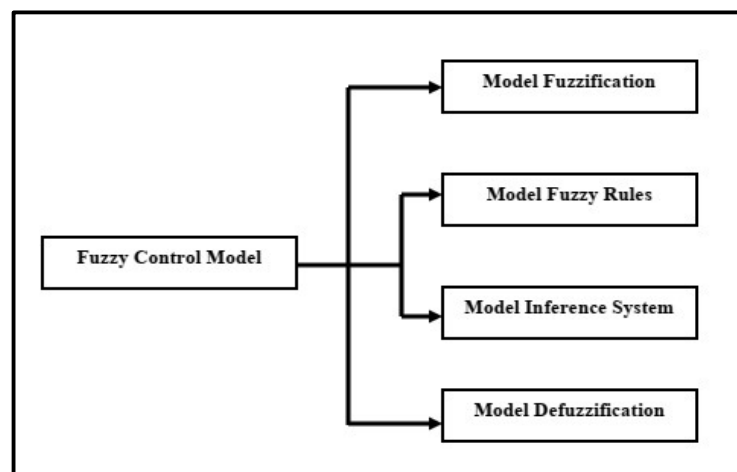 Model Fuzzification
Model Fuzzy Rules
Fuzzy Control Model
Model Inference System
Model Defuzzification